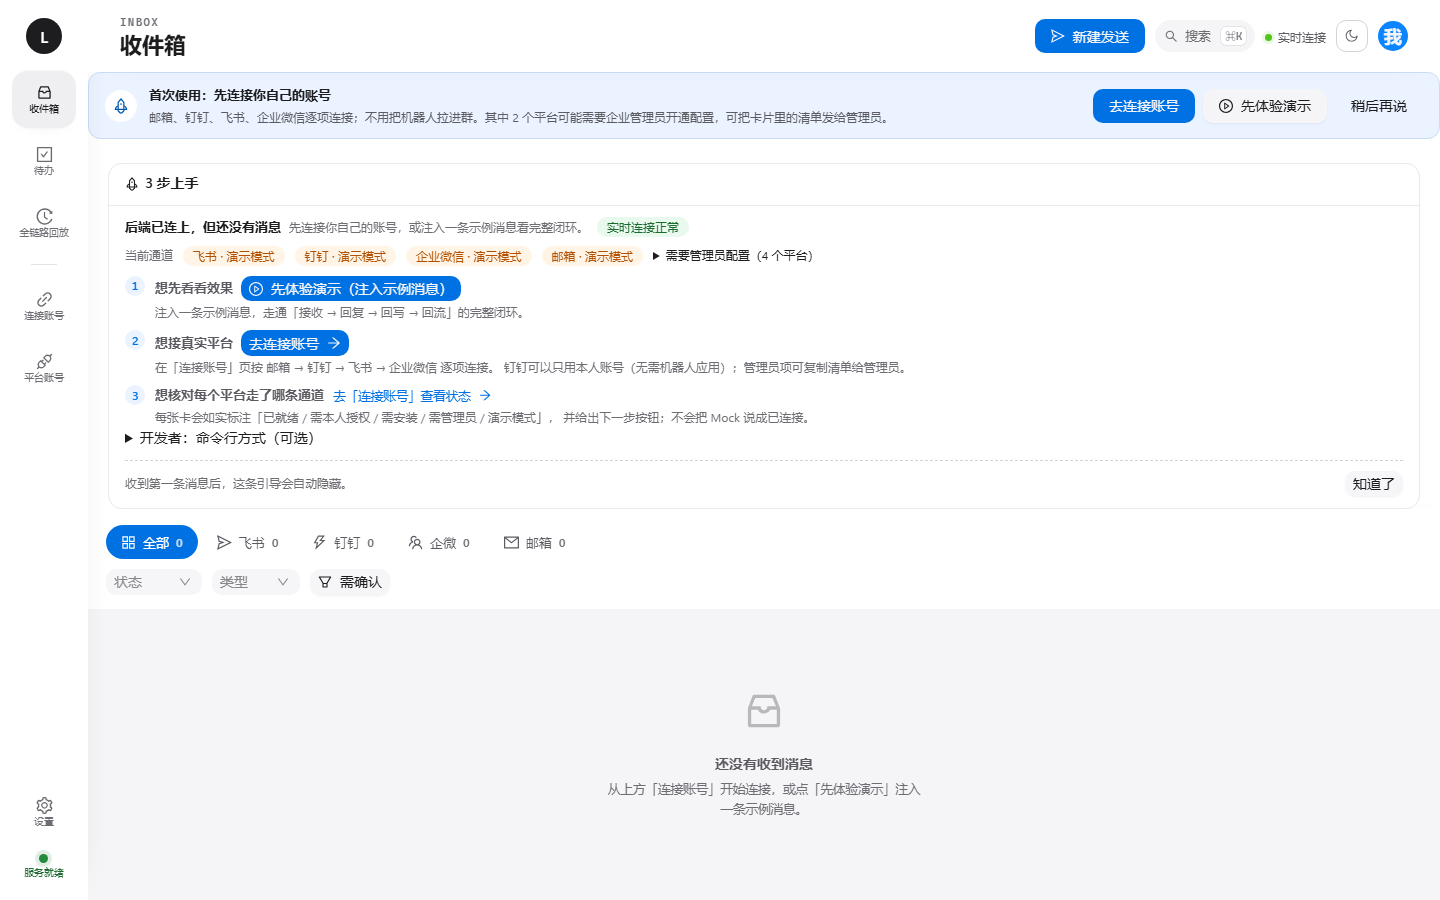 L
收件箱
待办
全链路回放
连接账号
平台账号
设置
服务就绪
INBOX
收件箱
新建发送
搜索 ⌘K
实时连接
我
首次使用：先连接你自己的账号
邮箱、钉钉、飞书、企业微信逐项连接；不用把机器人拉进群。其中 2 个平台可能需要企业管理员开通配置，可把卡片里的清单发给管理员。
去连接账号
先体验演示
稍后再说
3 步上手
后端已连上，但还没有消息 先连接你自己的账号，或注入一条示例消息看完整闭环。 实时连接正常
当前通道 飞书 · 演示模式 钉钉 · 演示模式 企业微信 · 演示模式 邮箱 · 演示模式 ▶ 需要管理员配置（4 个平台）
1 想先看看效果 先体验演示（注入示例消息）
注入一条示例消息，走通「接收 → 回复 → 回写 → 回流」的完整闭环。
2 想接真实平台 去连接账号 →
在「连接账号」页按 邮箱 → 钉钉 → 飞书 → 企业微信 逐项连接。 钉钉可以只用本人账号（无需机器人应用）；管理员项可复制清单给管理员。
3 想核对每个平台走了哪条通道 去「连接账号」查看状态 →
每张卡会如实标注「已就绪 / 需本人授权 / 需安装 / 需管理员 / 演示模式」， 并给出下一步按钮；不会把 Mock 说成已连接。
▶ 开发者：命令行方式（可选）
收到第一条消息后，这条引导会自动隐藏。
知道了
全部 0 飞书 0 钉钉 0 企微 0 邮箱 0
状态 类型 需确认
还没有收到消息
从上方「连接账号」开始连接，或点「先体验演示」注入
一条示例消息。